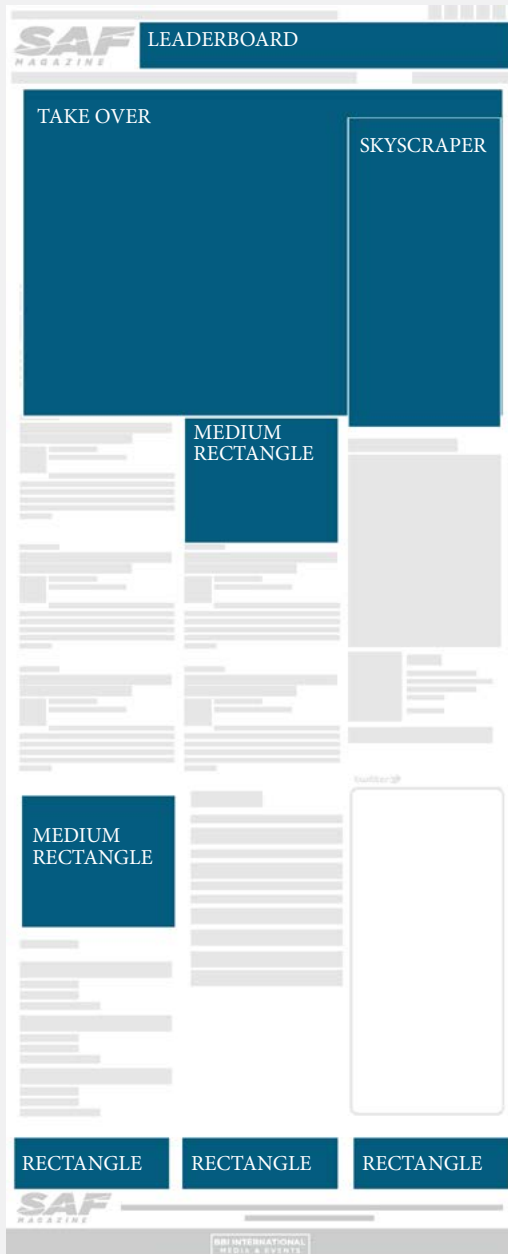 SAF
MAGAZINE
LEADERBOARD
TAKE OVER
SKYSCRAPER
MEDIUM
RECTANGLE
twitter
MEDIUM
RECTANGLE
RECTANGLE
RECTANGLE
RECTANGLE
SAF
MAGAZINE
BBI INTERNATIONAL
MEDIA & EVENTS